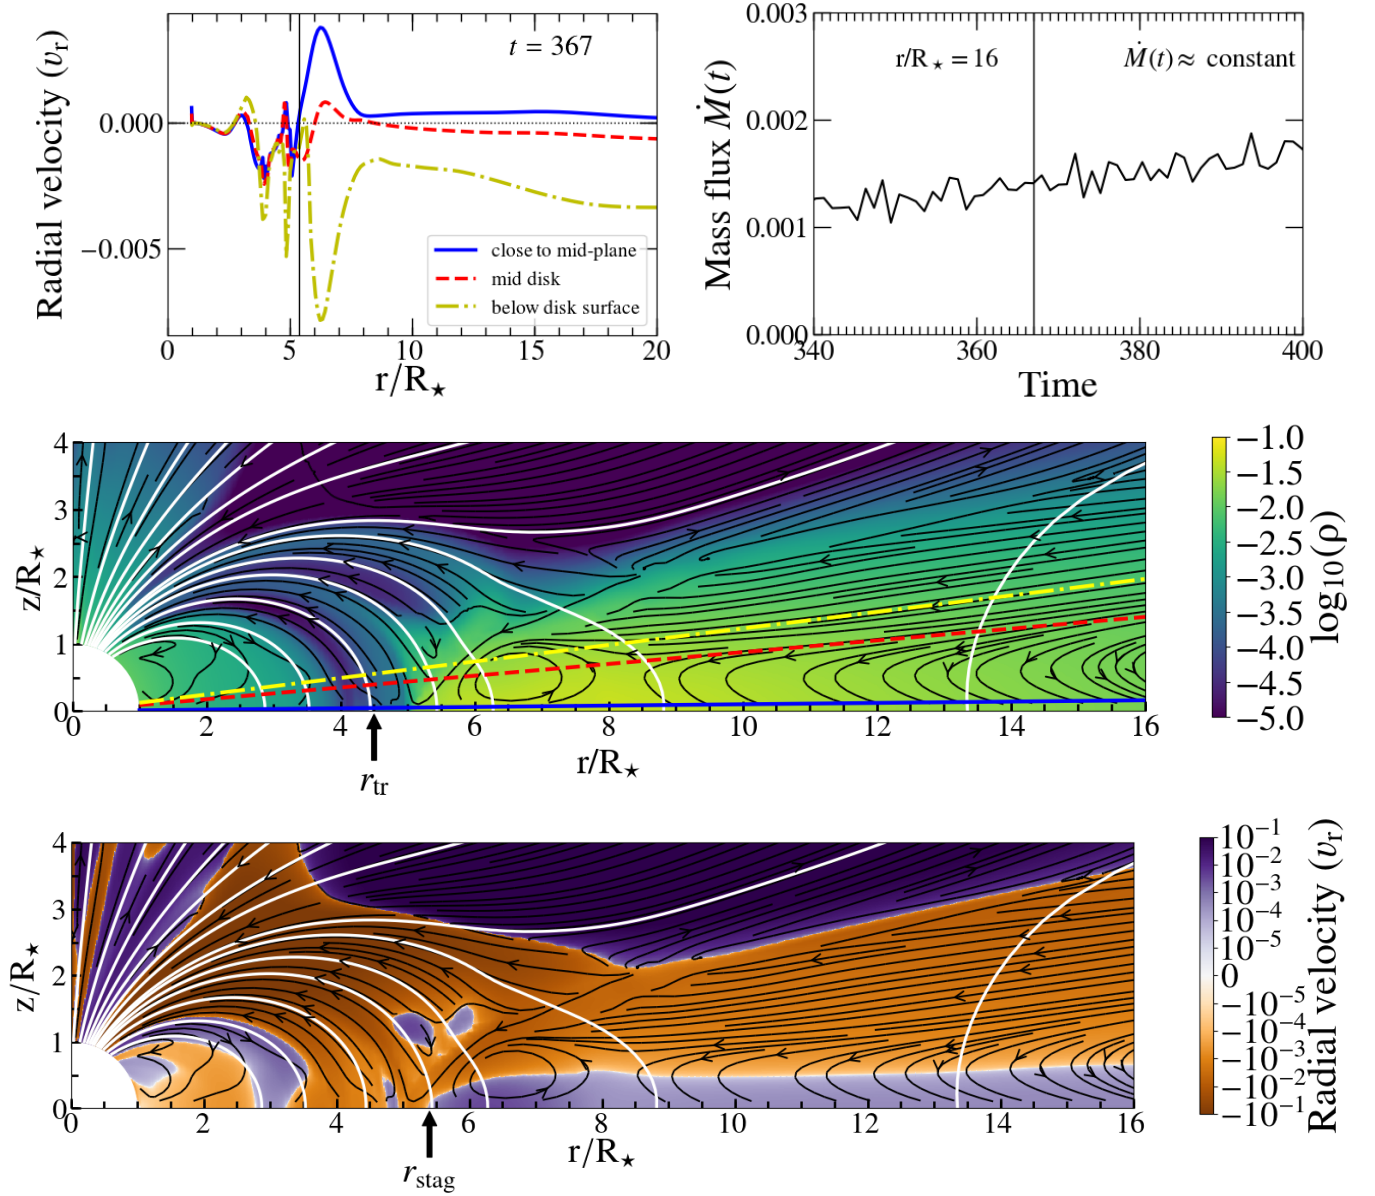 Radial velocity (υr)
0.000
−0.005
t = 367
close to mid-plane
mid disk
below disk surface
0 5 10 15 20
r/R★
Mass flux Ṁ(t)
0.003
0.002
0.001
0.000
r/R★ = 16
Ṁ(t) ≈ constant
340 360 380 400
Time
z/R★
4
3
2
1
0
0 2 4 6 8 10 12 14 16
r/R★
rtr
−1.0
−1.5
−2.0
−2.5
−3.0
−3.5
−4.0
−4.5
−5.0
log10(ρ)
z/R★
4
3
2
1
0
0 2 4 6 8 10 12 14 16
r/R★
rstag
10⁻¹
10⁻²
10⁻³
10⁻⁴
10⁻⁵
0
−10⁻⁵
−10⁻⁴
−10⁻³
−10⁻²
−10⁻¹
Radial velocity (υr)